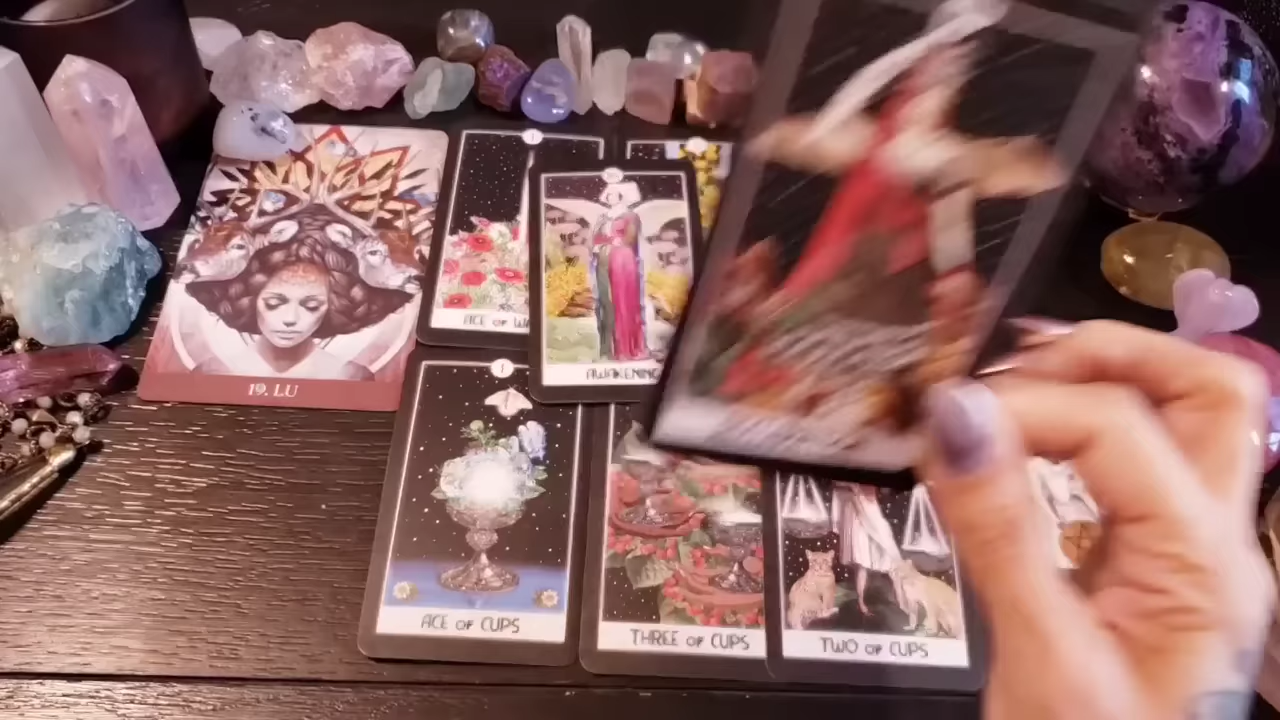 19. LU
I
ACE OF WA
AWAKENING
I
ACE OF CUPS
THREE OF CUPS
TWO OF CUPS